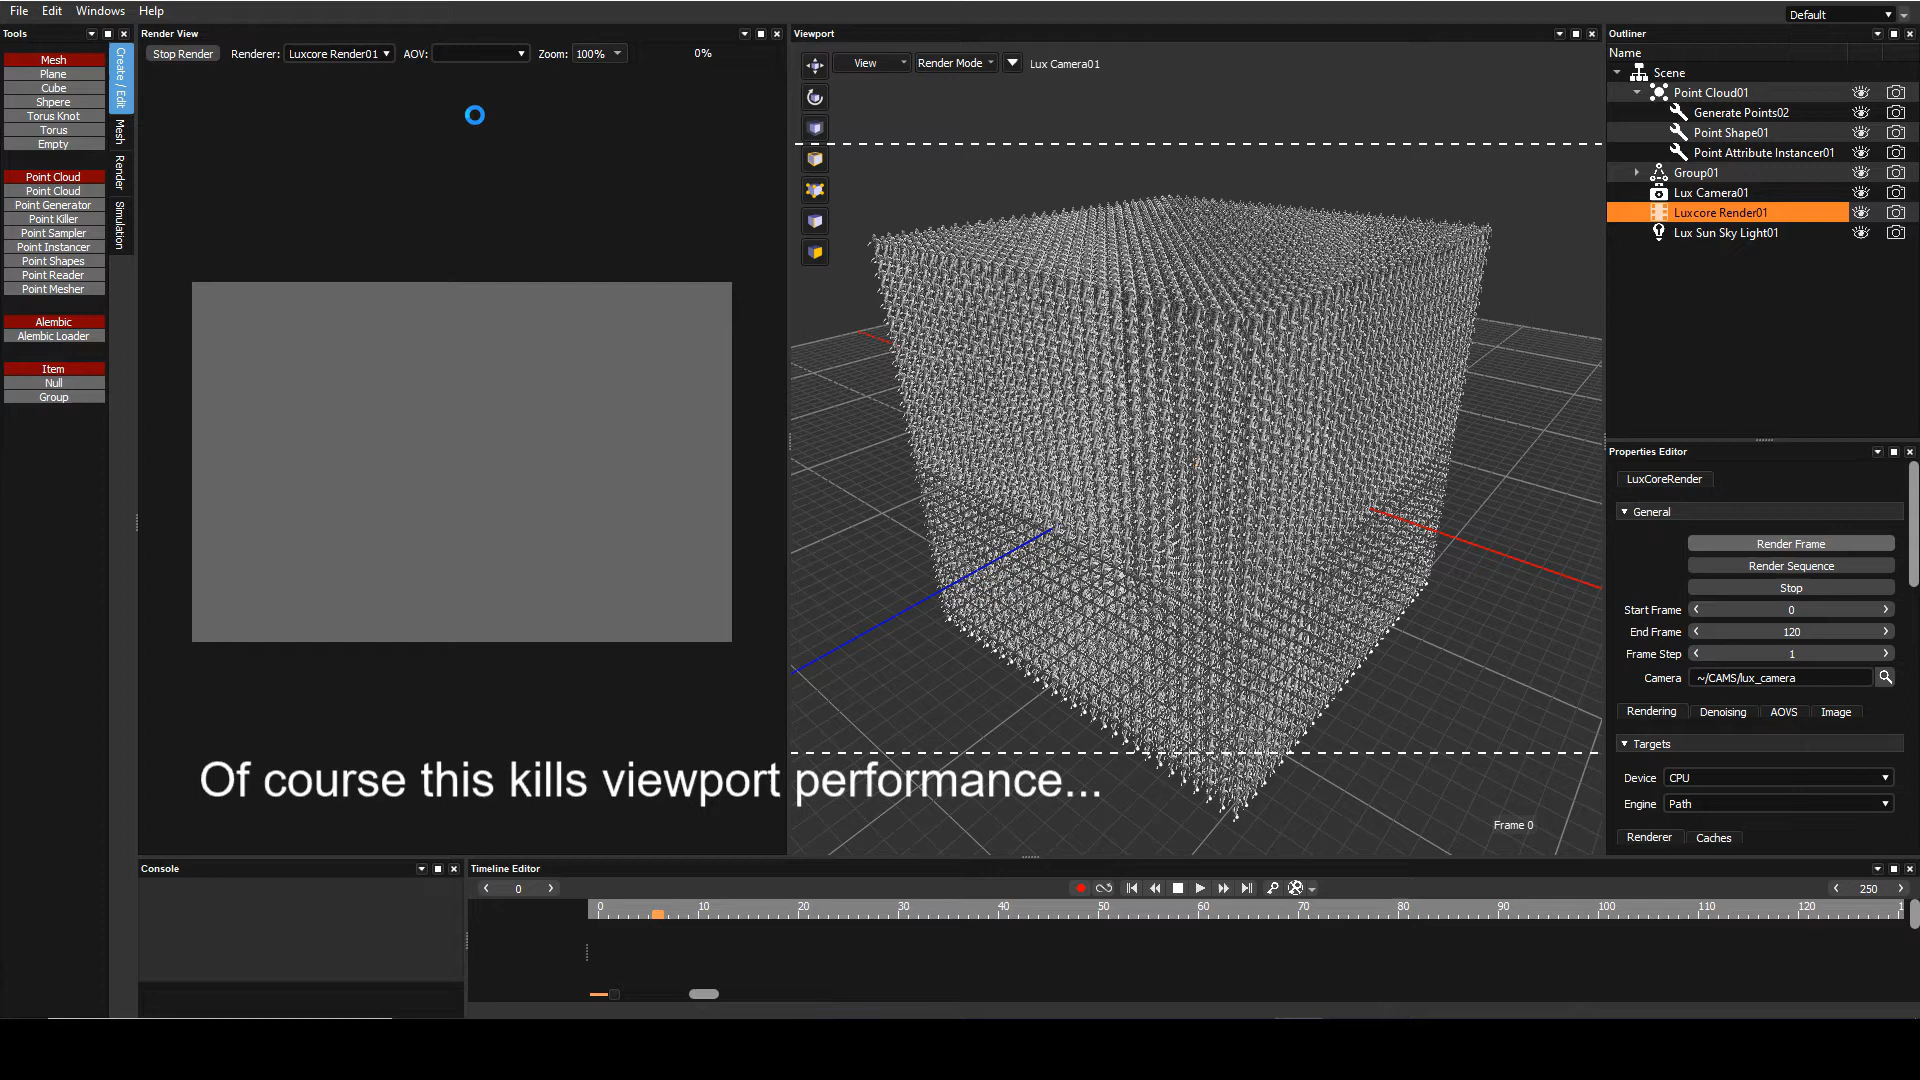 File Edit Windows Help
Default
Tools
Mesh
Plane
Cube
Shpere
Torus Knot
Torus
Empty
Point Cloud
Point Cloud
Point Generator
Point Killer
Point Sampler
Point Instancer
Point Shapes
Point Reader
Point Mesher
Alembic
Alembic Loader
Item
Null
Group
Create / Edit
Mesh
Render
Simulation
Render View
Stop Render Renderer: Luxcore Render01 AOV: Zoom: 100% 0%
Viewport
View Render Mode Lux Camera01
Frame 0
Of course this kills viewport performance...
Outliner
Name
Scene
Point Cloud01
Generate Points02
Point Shape01
Point Attribute Instancer01
Group01
Lux Camera01
Luxcore Render01
Lux Sun Sky Light01
Properties Editor
LuxCoreRender
General
Render Frame
Render Sequence
Stop
Start Frame 0
End Frame 120
Frame Step 1
Camera ~/CAMS/lux_camera
Rendering Denoising AOVS Image
Targets
Device CPU
Engine Path
Renderer Caches
Console
Timeline Editor
0 250
0 10 20 30 40 50 60 70 80 90 100 110 120 1